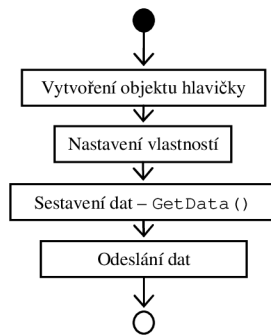 Vytvoření objektu hlavičky
Nastavení vlastností
Sestavení dat – GetData()
Odeslání dat